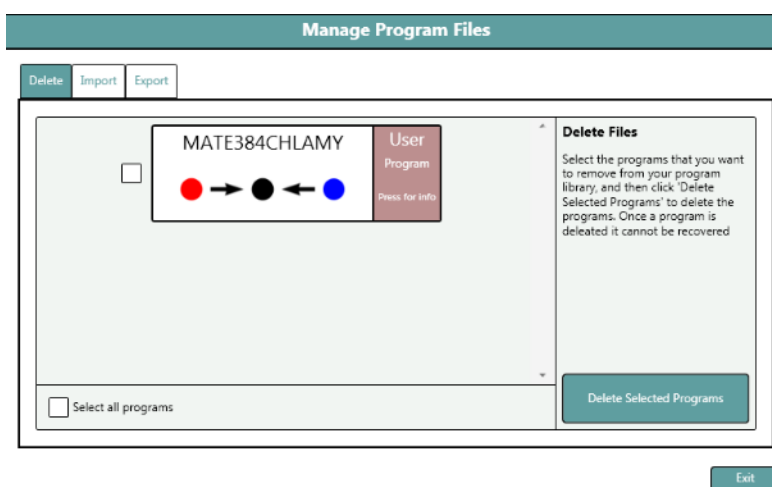 Manage Program Files
Delete
Import
Export
MATE384CHLAMY
User
Program
Press for info
Delete Files
Select the programs that you want
to remove from your program
library, and then click 'Delete
Selected Programs' to delete the
programs. Once a program is
deleated it cannot be recovered
Select all programs
Delete Selected Programs
Exit